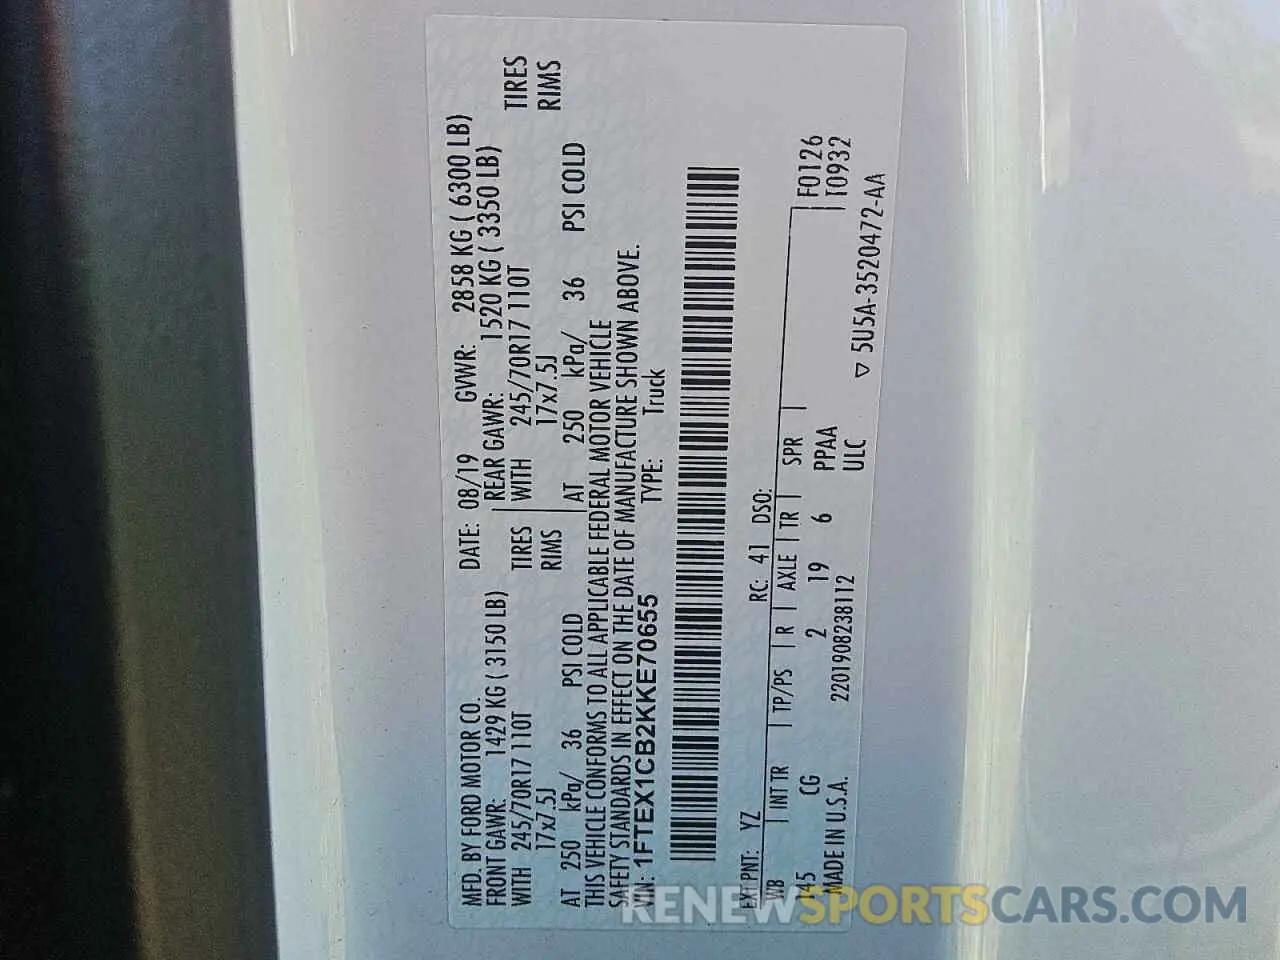 MFD. BY FORD MOTOR CO. DATE: 08/19 GVWR: 2858 KG ( 6300 LB)
FRONT GAWR: 1429 KG ( 3150 LB) REAR GAWR: 1520 KG ( 3350 LB)
WITH 245/70R17 110T TIRES WITH 245/70R17 110T TIRES
17x7.5J RIMS 17x7.5J RIMS
AT 250 kPa/ 36 PSI COLD AT 250 kPa/ 36 PSI COLD
THIS VEHICLE CONFORMS TO ALL APPLICABLE FEDERAL MOTOR VEHICLE
SAFETY STANDARDS IN EFFECT ON THE DATE OF MANUFACTURE SHOWN ABOVE.
VIN: 1FTEX1CB2KKE70655 TYPE: Truck
EXT PNT: YZ RC: 41 DSO:
WB INT TR TP/PS R AXLE TR SPR F0126
145 CG 2 19 6 PPAA T0932
MADE IN U.S.A. 2201908238112 ULC
▽ 5U5A-3520472-AA
RENEWSPORTSCARS.COM